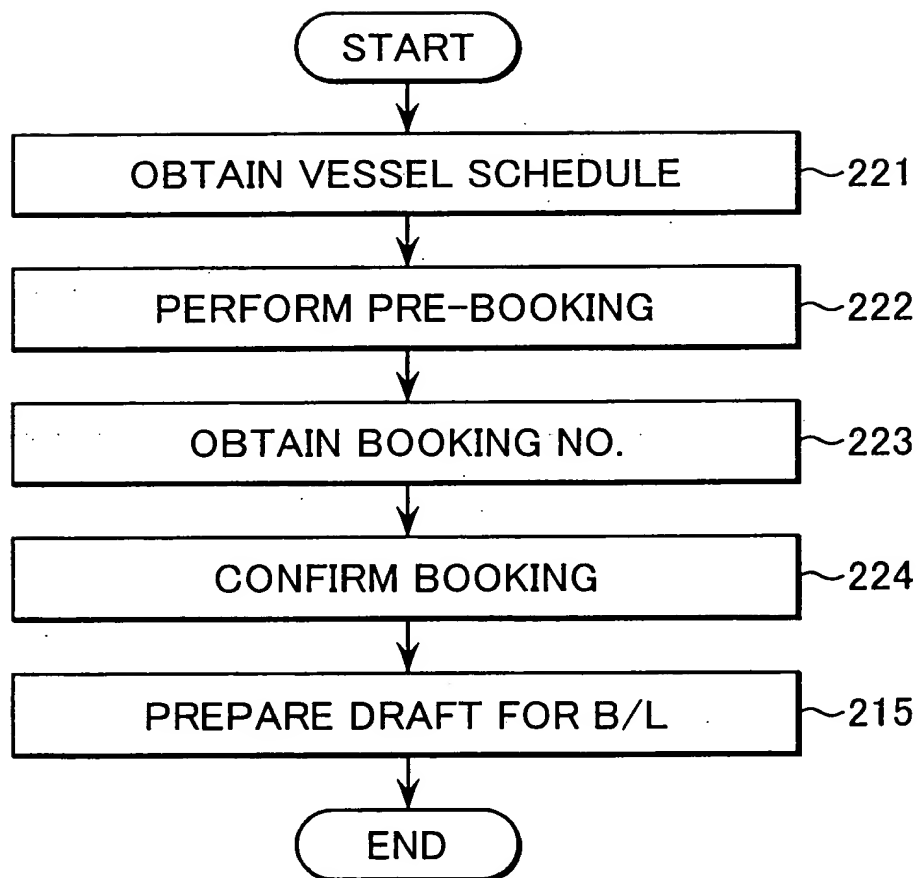 START
OBTAIN VESSEL SCHEDULE 221
PERFORM PRE-BOOKING 222
OBTAIN BOOKING NO. 223
CONFIRM BOOKING 224
PREPARE DRAFT FOR B/L 215
END